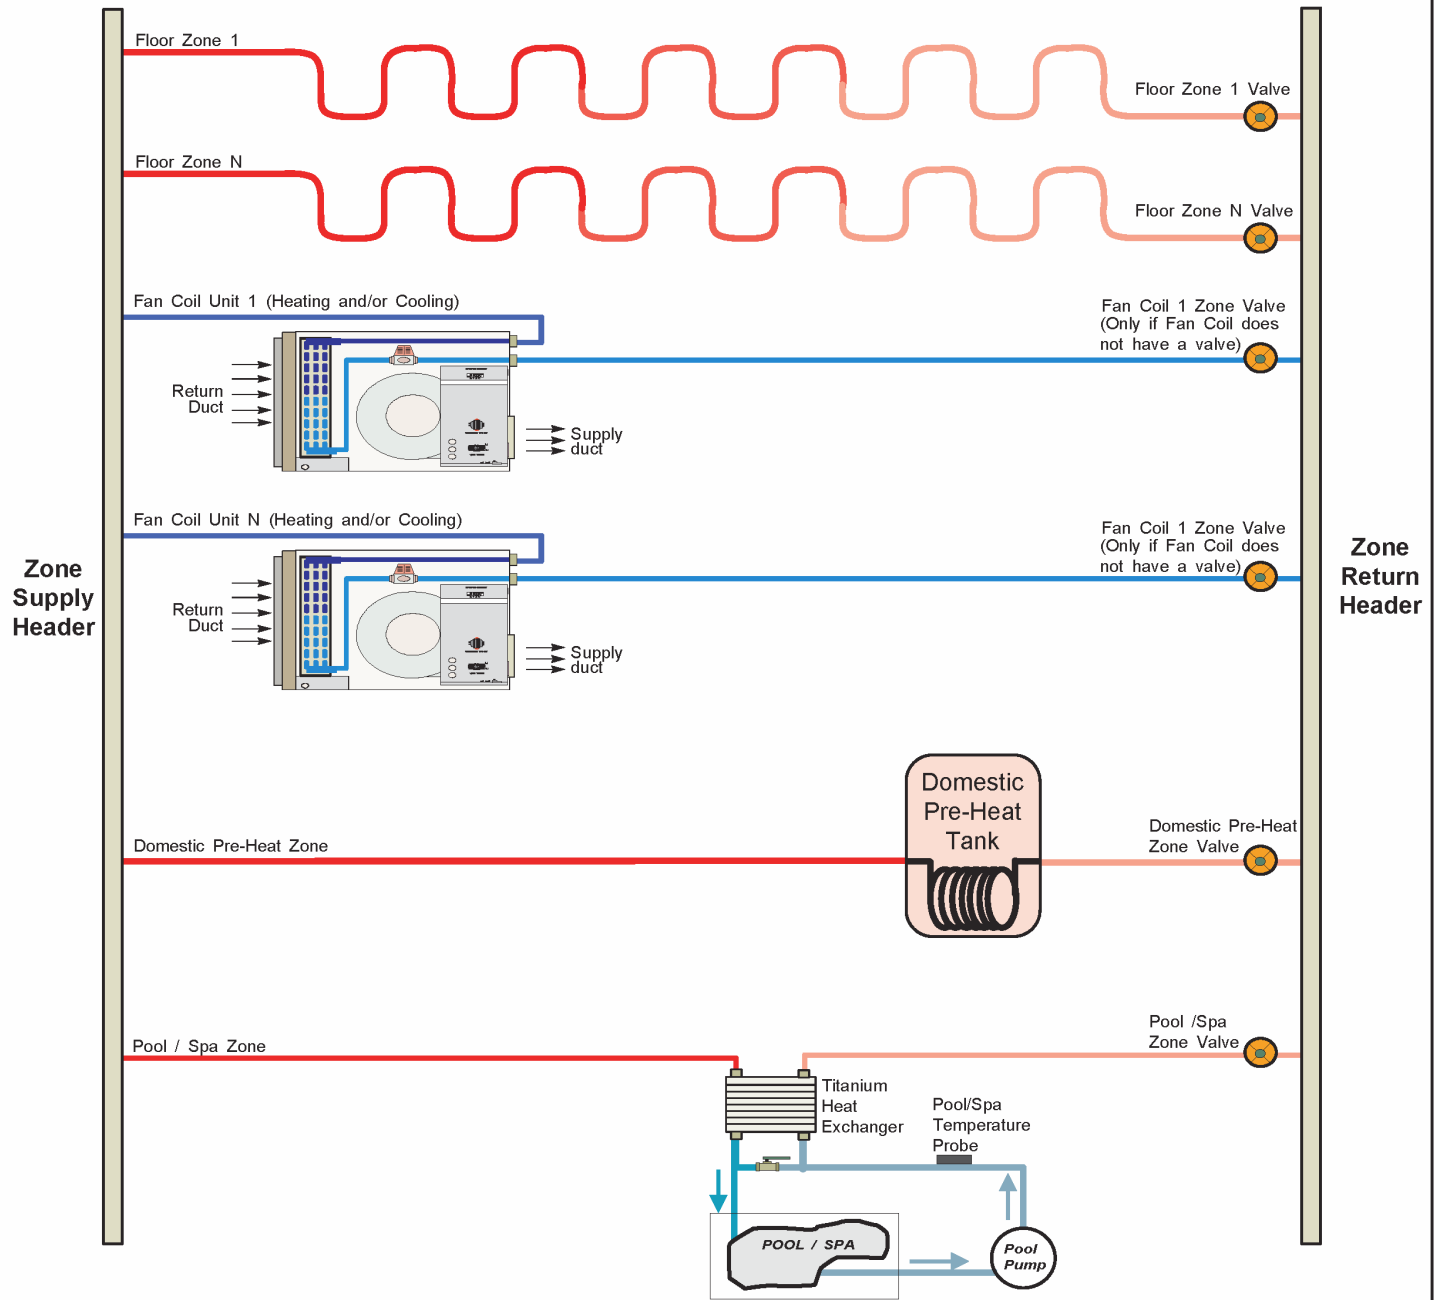 Floor Zone 1
Floor Zone 1 Valve
Floor Zone N
Floor Zone N Valve
Fan Coil Unit 1 (Heating and/or Cooling)
Fan Coil 1 Zone Valve
(Only if Fan Coil does
not have a valve)
Return
Duct
Supply
duct
Fan Coil Unit N (Heating and/or Cooling)
Fan Coil 1 Zone Valve
(Only if Fan Coil does
not have a valve)
Return
Duct
Supply
duct
Zone
Supply
Header
Zone
Return
Header
Domestic
Pre-Heat
Tank
Domestic Pre-Heat Zone
Domestic Pre-Heat
Zone Valve
Pool / Spa Zone
Pool /Spa
Zone Valve
Titanium
Heat
Exchanger
Pool/Spa
Temperature
Probe
POOL / SPA
Pool
Pump